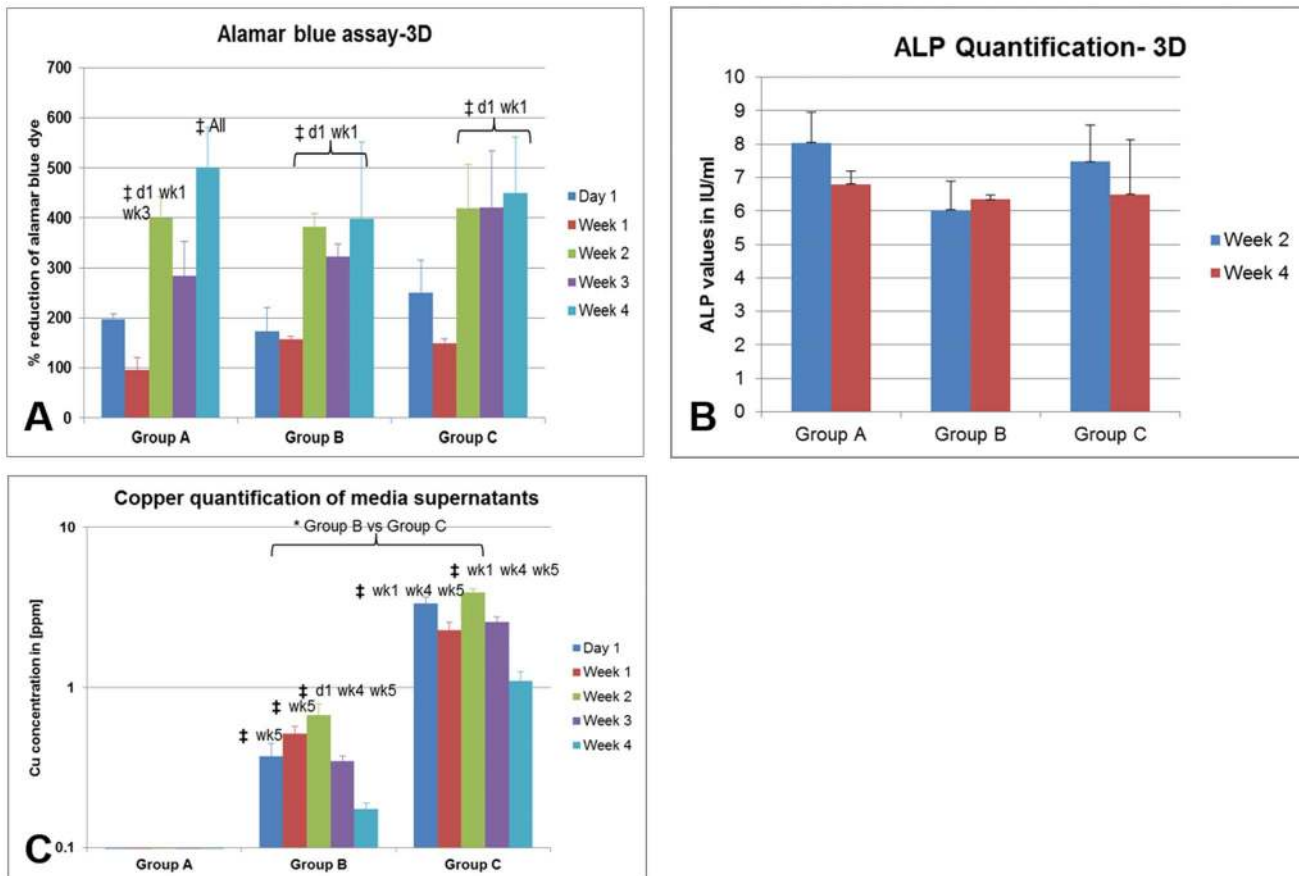 Alamar blue assay-3D
% reduction of alamar blue dye
700
600
500
400
300
200
100
0
‡ d1 wk1
wk3
‡ All
‡ d1 wk1
‡ d1 wk1
Group A
Group B
Group C
Day 1
Week 1
Week 2
Week 3
Week 4
A
ALP Quantification- 3D
ALP values in IU/ml
10
9
8
7
6
5
4
3
2
1
0
Group A
Group B
Group C
Week 2
Week 4
B
Copper quantification of media supernatants
* Group B vs Group C
Cu concentration in [ppm]
10
1
0.1
‡ wk5
‡ wk5
‡ d1 wk4 wk5
‡ wk1 wk4 wk5
‡ wk1 wk4 wk5
Group A
Group B
Group C
Day 1
Week 1
Week 2
Week 3
Week 4
C